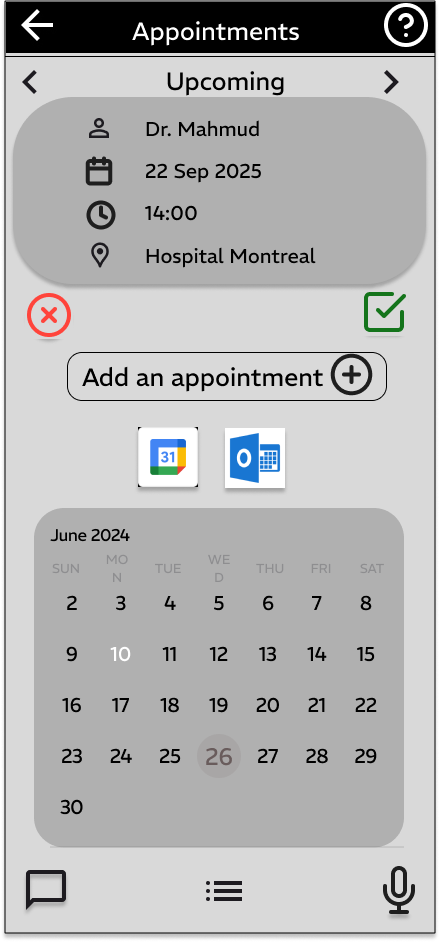 Appointments
Upcoming
Dr. Mahmud
22 Sep 2025
14:00
Hospital Montreal
Add an appointment
31
O
June 2024
SUN MO TUE WE THU FRI SAT
N D
2 3 4 5 6 7 8
9 10 11 12 13 14 15
16 17 18 19 20 21 22
23 24 25 26 27 28 29
30